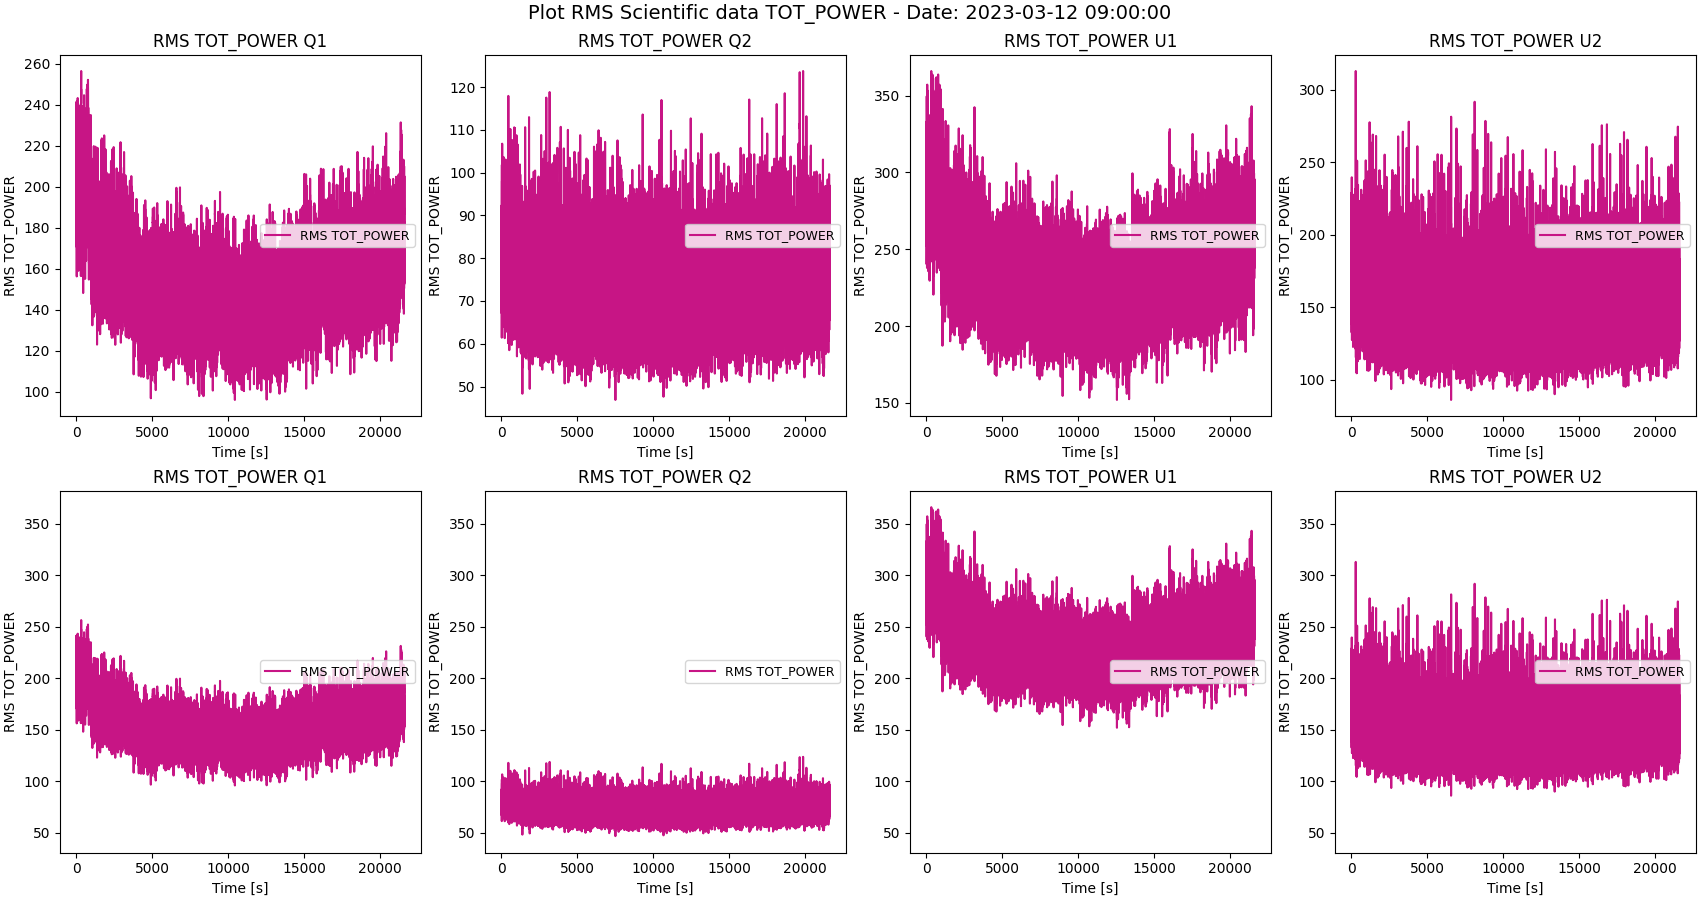 Plot RMS Scientific data TOT_POWER - Date: 2023-03-12 09:00:00
RMS TOT_POWER Q1
RMS TOT_POWER
260
240
220
200
180
160
140
120
100
RMS TOT_POWER
0 5000 10000 15000 20000
Time [s]
RMS TOT_POWER Q2
RMS TOT_POWER
120
110
100
90
80
70
60
50
RMS TOT_POWER
0 5000 10000 15000 20000
Time [s]
RMS TOT_POWER U1
RMS TOT_POWER
350
300
250
200
150
RMS TOT_POWER
0 5000 10000 15000 20000
Time [s]
RMS TOT_POWER U2
RMS TOT_POWER
300
250
200
150
100
RMS TOT_POWER
0 5000 10000 15000 20000
Time [s]
RMS TOT_POWER Q1
RMS TOT_POWER
350
300
250
200
150
100
50
RMS TOT_POWER
0 5000 10000 15000 20000
Time [s]
RMS TOT_POWER Q2
RMS TOT_POWER
350
300
250
200
150
100
50
RMS TOT_POWER
0 5000 10000 15000 20000
Time [s]
RMS TOT_POWER U1
RMS TOT_POWER
350
300
250
200
150
100
50
RMS TOT_POWER
0 5000 10000 15000 20000
Time [s]
RMS TOT_POWER U2
RMS TOT_POWER
350
300
250
200
150
100
50
RMS TOT_POWER
0 5000 10000 15000 20000
Time [s]